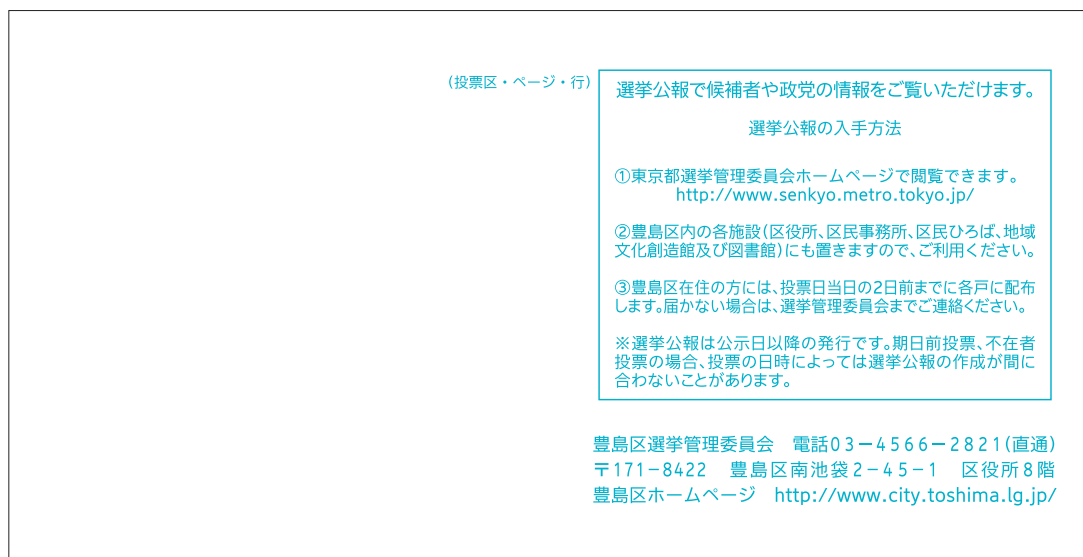 (投票区・ページ・行)
選挙公報で候補者や政党の情報をご覧いただけます。
選挙公報の入手方法
①東京都選挙管理委員会ホームページで閲覧できます。
http://www.senkyo.metro.tokyo.jp/
②豊島区内の各施設(区役所、区民事務所、区民ひろば、地域
文化創造館及び図書館)にも置きますので、ご利用ください。
③豊島区在住の方には、投票日当日の2日前までに各戸に配布
します。届かない場合は、選挙管理委員会までご連絡ください。
※選挙公報は公示日以降の発行です。期日前投票、不在者
投票の場合、投票の日時によっては選挙公報の作成が間に
合わないことがあります。
豊島区選挙管理委員会　電話03−4566−2821(直通)
〒171−8422　豊島区南池袋2−45−1　区役所8階
豊島区ホームページ　http://www.city.toshima.lg.jp/